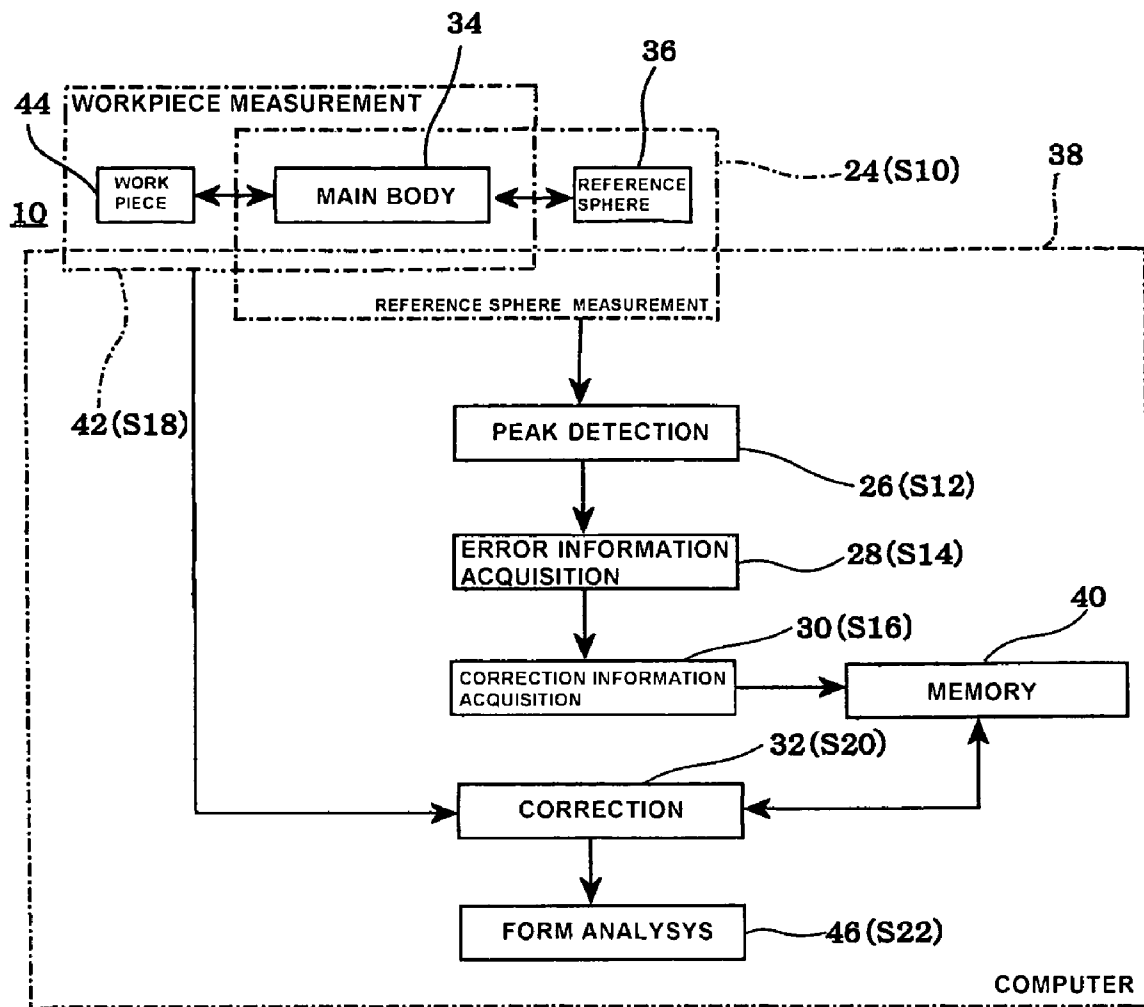 34
36
44
WORKPIECE MEASUREMENT
38
24(S10)
WORK
PIECE
MAIN BODY
REFERENCE
SPHERE
10
REFERENCE SPHERE MEASUREMENT
42(S18)
PEAK DETECTION
26(S12)
ERROR INFORMATION
ACQUISITION
28(S14)
40
30(S16)
CORRECTION INFORMATION
ACQUISITION
MEMORY
32(S20)
CORRECTION
FORM ANALYSYS
46(S22)
COMPUTER